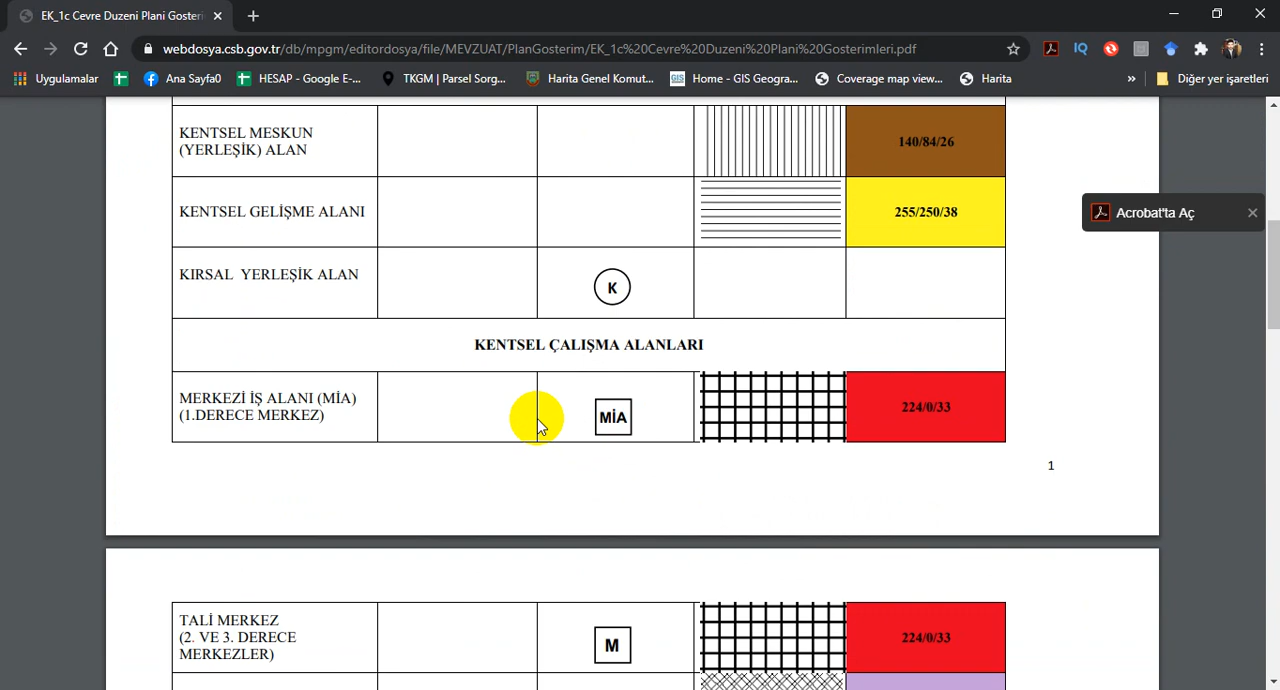 EK_1c Cevre Duzeni Plani Gosteri
webdosya.csb.gov.tr/db/mpgm/editordosya/file/MEVZUAT/PlanGosterim/EK_1c%20Cevre%20Duzeni%20Plani%20Gosterimleri.pdf
IQ
Uygulamalar
Ana Sayfa0
HESAP - Google E-...
TKGM | Parsel Sorg...
Harita Genel Komut...
GIS
Home - GIS Geogra...
Coverage map view...
Harita
»
Diğer yer işaretleri
KENTSEL MESKUN
(YERLEŞİK) ALAN
140/84/26
KENTSEL GELİŞME ALANI
255/250/38
Acrobat'ta Aç
KIRSAL YERLEŞİK ALAN
K
KENTSEL ÇALIŞMA ALANLARI
MERKEZİ İŞ ALANI (MİA)
(1.DERECE MERKEZ)
MİA
224/0/33
1
TALİ MERKEZ
(2. VE 3. DERECE
MERKEZLER)
M
224/0/33